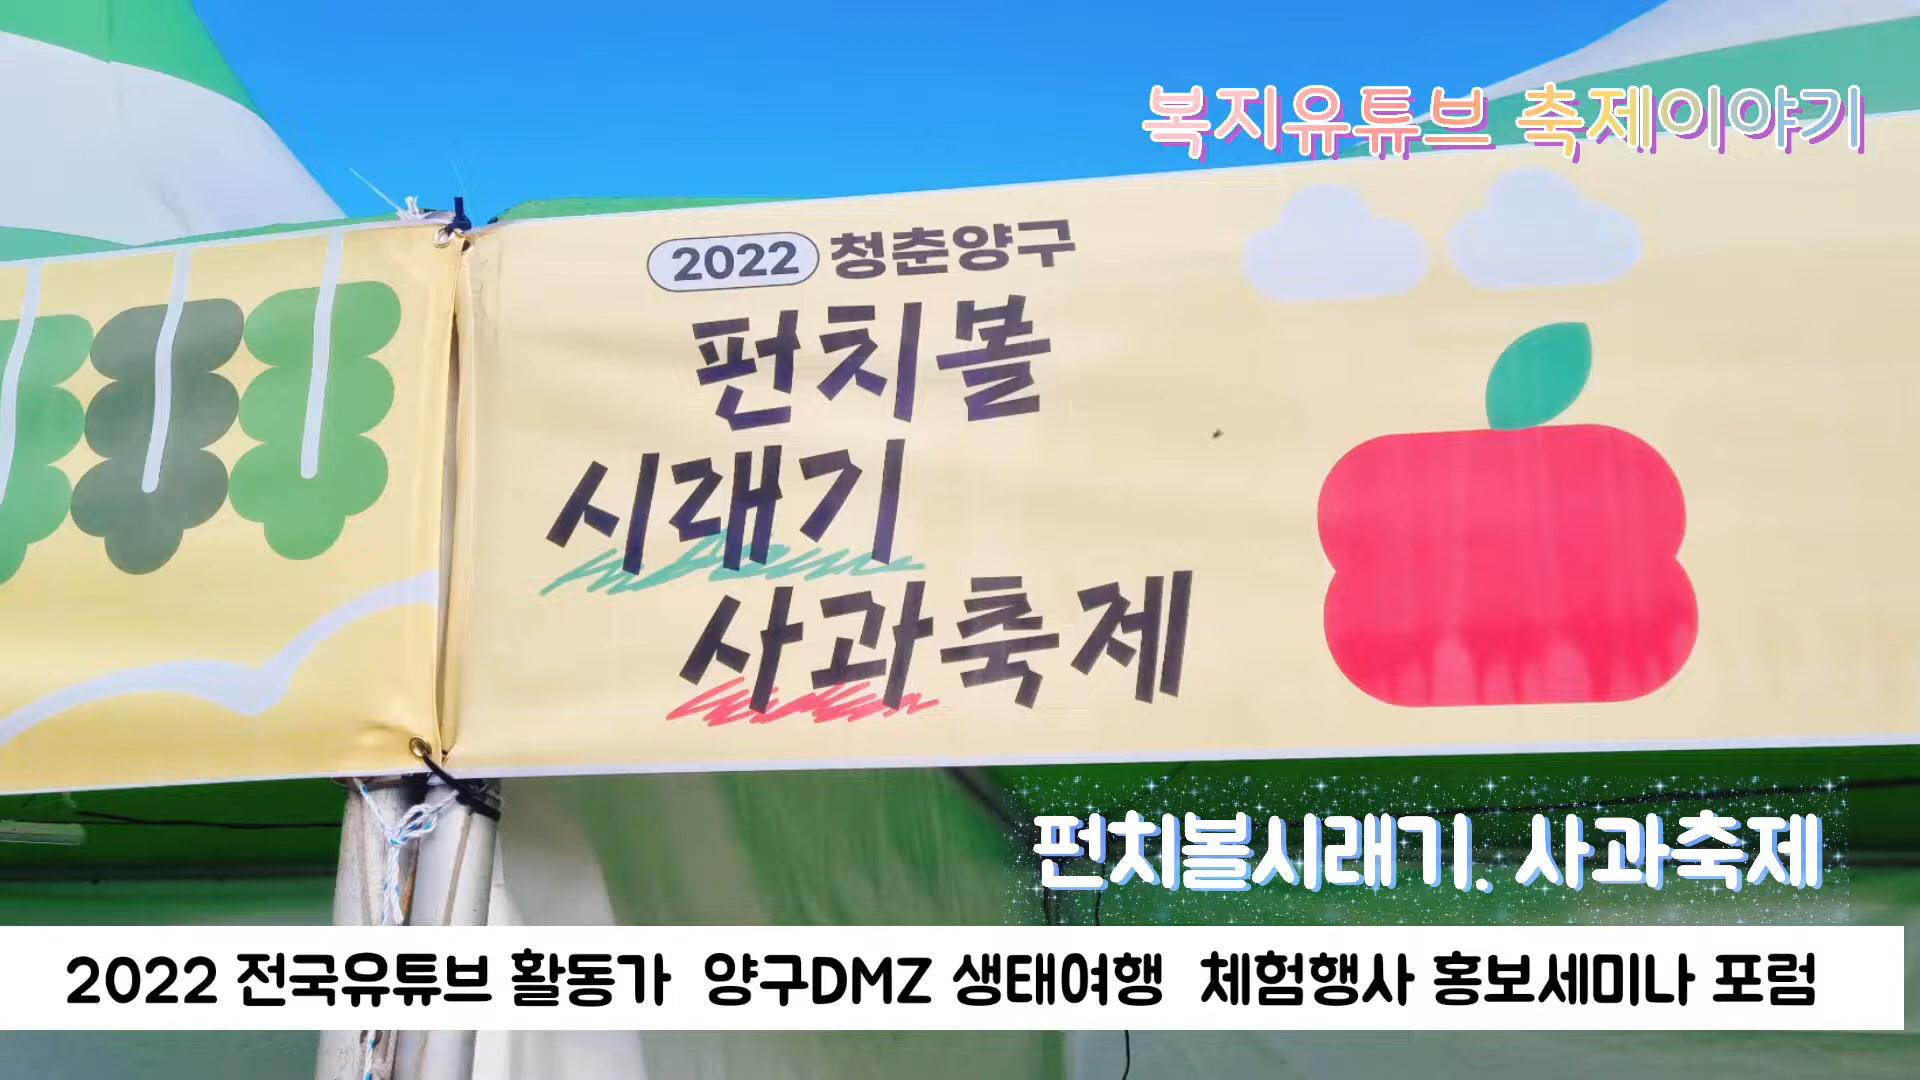 복지유튜브 축제이야기
2022 청춘양구
펀치볼
시래기
사과축제
펀치볼시래기. 사과축제
2022 전국유튜브 활동가 양구DMZ 생태여행 체험행사 홍보세미나 포럼